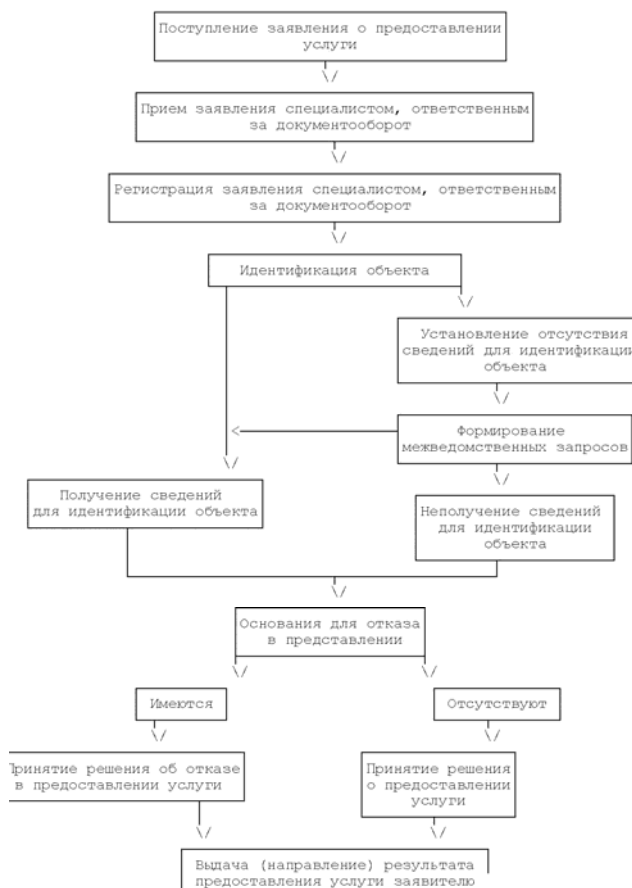 Поступление заявления о предоставлении
услуги
\/
Прием заявления специалистом, ответственным
за документооборот
\/
Регистрация заявления специалистом, ответственным
за документооборот
\/
Идентификация объекта
\/
Установление отсутствия
сведений для идентификации
объекта
\/
Формирование
межведомственных запросов
<
\/
\/
Получение сведений
для идентификации объекта
Неполучение сведений
для идентификации
объекта
\/
Основания для отказа
в представлении
\/
\/
Имеются
Отсутствуют
\/
\/
Принятие решения об отказе
в предоставлении услуги
Принятие решения
о предоставлении
услуги
\/
\/
Выдача (направление) результата
предоставления услуги заявителю